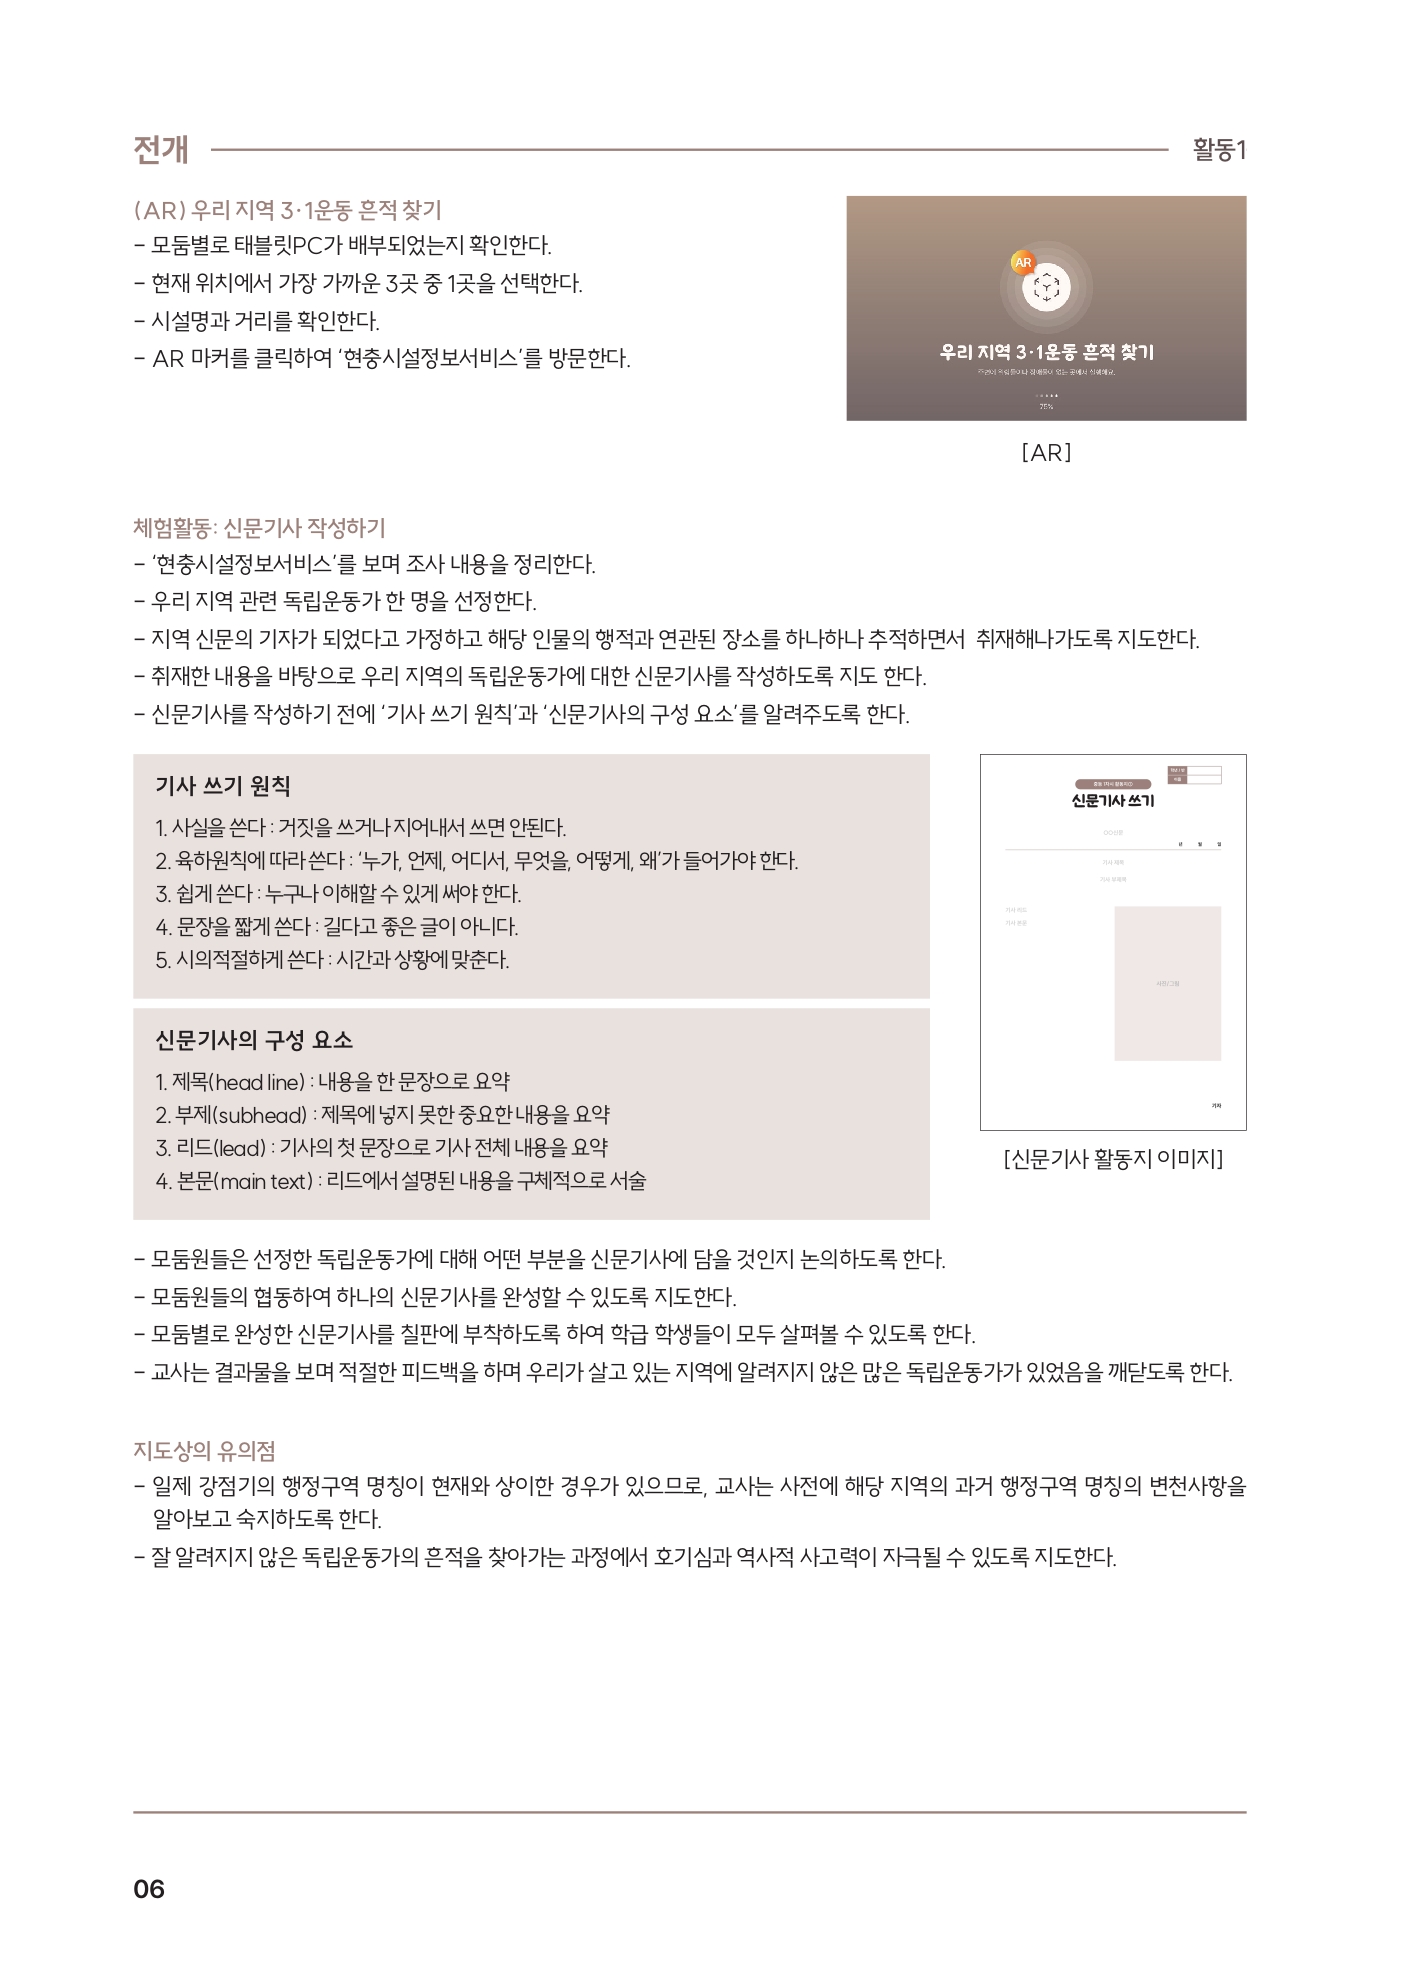 전개
활동1
(AR) 우리 지역 3·1운동 흔적 찾기
- 모둠별로 태블릿PC가 배부되었는지 확인한다.
- 현재 위치에서 가장 가까운 3곳 중 1곳을 선택한다.
- 시설명과 거리를 확인한다.
- AR 마커를 클릭하여 ‘현충시설정보서비스’를 방문한다.
AR
우리 지역 3·1운동 흔적 찾기
75%
[AR]
체험활동: 신문기사 작성하기
- ‘현충시설정보서비스’를 보며 조사 내용을 정리한다.
- 우리 지역 관련 독립운동가 한 명을 선정한다.
- 지역 신문의 기자가 되었다고 가정하고 해당 인물의 행적과 연관된 장소를 하나하나 추적하면서 취재해나가도록 지도한다.
- 취재한 내용을 바탕으로 우리 지역의 독립운동가에 대한 신문기사를 작성하도록 지도 한다.
- 신문기사를 작성하기 전에 ‘기사 쓰기 원칙’과 ‘신문기사의 구성 요소’를 알려주도록 한다.
기사 쓰기 원칙
1. 사실을 쓴다 : 거짓을 쓰거나 지어내서 쓰면 안된다.
2. 육하원칙에 따라 쓴다 : ‘누가, 언제, 어디서, 무엇을, 어떻게, 왜’가 들어가야 한다.
3. 쉽게 쓴다 : 누구나 이해할 수 있게 써야 한다.
4. 문장을 짧게 쓴다 : 길다고 좋은 글이 아니다.
5. 시의적절하게 쓴다 : 시간과 상황에 맞춘다.
신문기사의 구성 요소
1. 제목(head line) : 내용을 한 문장으로 요약
2. 부제(subhead) : 제목에 넣지 못한 중요한 내용을 요약
3. 리드(lead) : 기사의 첫 문장으로 기사 전체 내용을 요약
4. 본문(main text) : 리드에서 설명된 내용을 구체적으로 서술
신문기사 쓰기
OO신문
년 월 일
기사 제목
기사 부제목
기사 리드
기사 본문
사진/그림
기자
[신문기사 활동지 이미지]
- 모둠원들은 선정한 독립운동가에 대해 어떤 부분을 신문기사에 담을 것인지 논의하도록 한다.
- 모둠원들의 협동하여 하나의 신문기사를 완성할 수 있도록 지도한다.
- 모둠별로 완성한 신문기사를 칠판에 부착하도록 하여 학급 학생들이 모두 살펴볼 수 있도록 한다.
- 교사는 결과물을 보며 적절한 피드백을 하며 우리가 살고 있는 지역에 알려지지 않은 많은 독립운동가가 있었음을 깨닫도록 한다.
지도상의 유의점
- 일제 강점기의 행정구역 명칭이 현재와 상이한 경우가 있으므로, 교사는 사전에 해당 지역의 과거 행정구역 명칭의 변천사항을
알아보고 숙지하도록 한다.
- 잘 알려지지 않은 독립운동가의 흔적을 찾아가는 과정에서 호기심과 역사적 사고력이 자극될 수 있도록 지도한다.
06